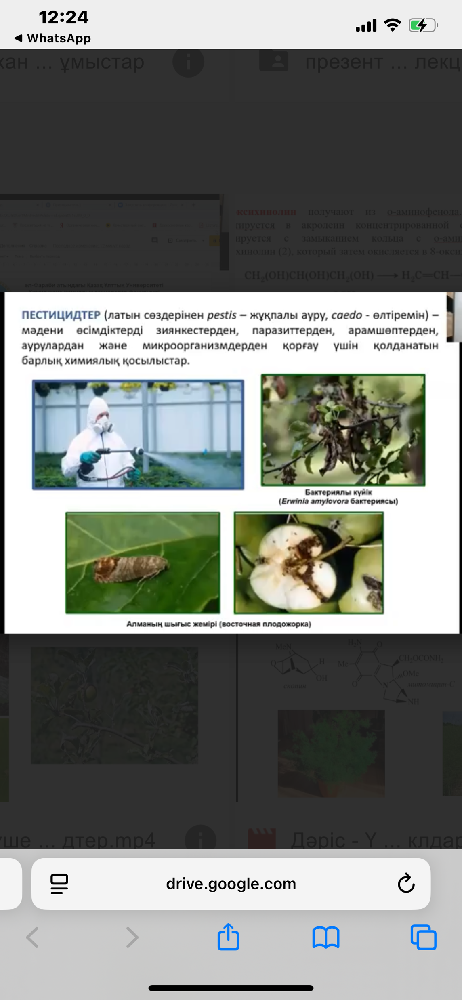 12:24
◀ WhatsApp
хан ... ұмыстар
презент ... лекц
ксихинолин получают из о-аминофенола.
ируется в акролеин концентрированной
ируется с замыканием кольца с о-ами
хинолин (2), который затем окисляется в 8-окси
CH₂(OH)CH(OH)CH₂(OH) ⟶ H₂C=CH—
Смотреть
әл-Фараби атындағы Қазақ Ұлттық Университеті
ПЕСТИЦИДТЕР (латын сөздерінен pestis – жұқпалы ауру, caedo - өлтіремін) –
мәдени өсімдіктерді зиянкестерден, паразиттерден, арамшөптерден,
аурулардан және микроорганизмдерден қорғау үшін қолданатын
барлық химиялық қосылыстар.
Бактериялы күйік
(Erwinia amylovora бактериясы)
Алманың шығыс жемірі (восточная плодожорка)
MeN
O
H
OH
скопин
H₂N
O
Me
CH₂OCONH₂
OMe
O
N
митомицин-C
NH
уше ... дтер.mp4
Дәріс - Ү ... клдар
drive.google.com